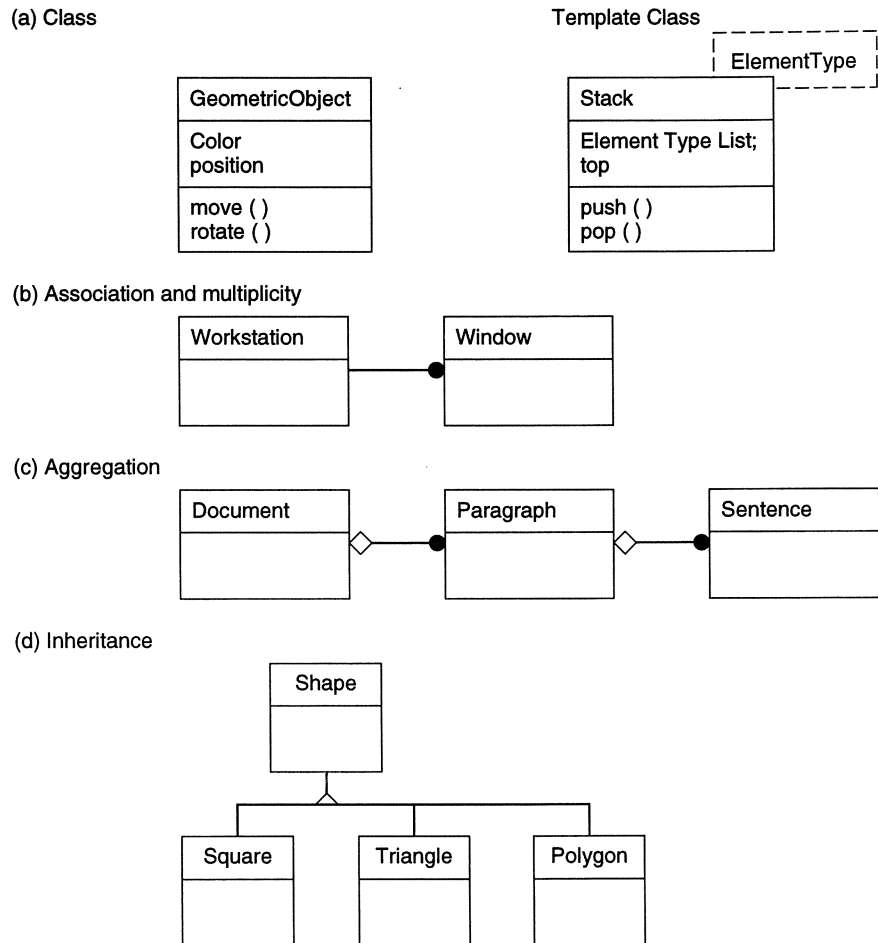 (a) Class
Template Class
ElementType
GeometricObject
Color
position
move ( )
rotate ( )
Stack
Element Type List;
top
push ( )
pop ( )
(b) Association and multiplicity
Workstation
Window
(c) Aggregation
Document
Paragraph
Sentence
(d) Inheritance
Shape
Square
Triangle
Polygon